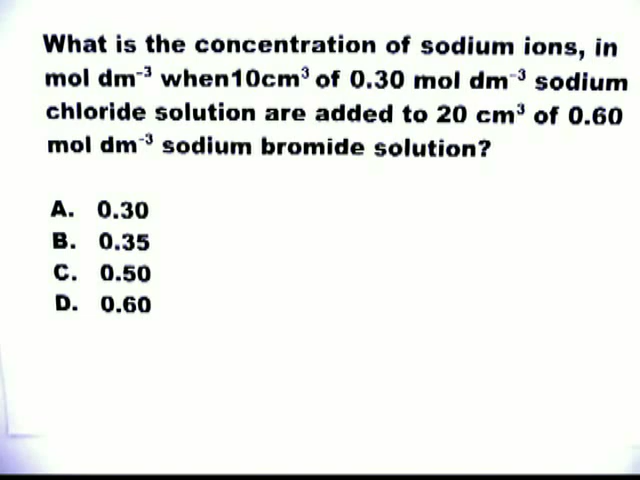 What is the concentration of sodium ions, in
mol dm⁻³ when10cm³ of 0.30 mol dm⁻³ sodium
chloride solution are added to 20 cm³ of 0.60
mol dm⁻³ sodium bromide solution?
A. 0.30
B. 0.35
C. 0.50
D. 0.60